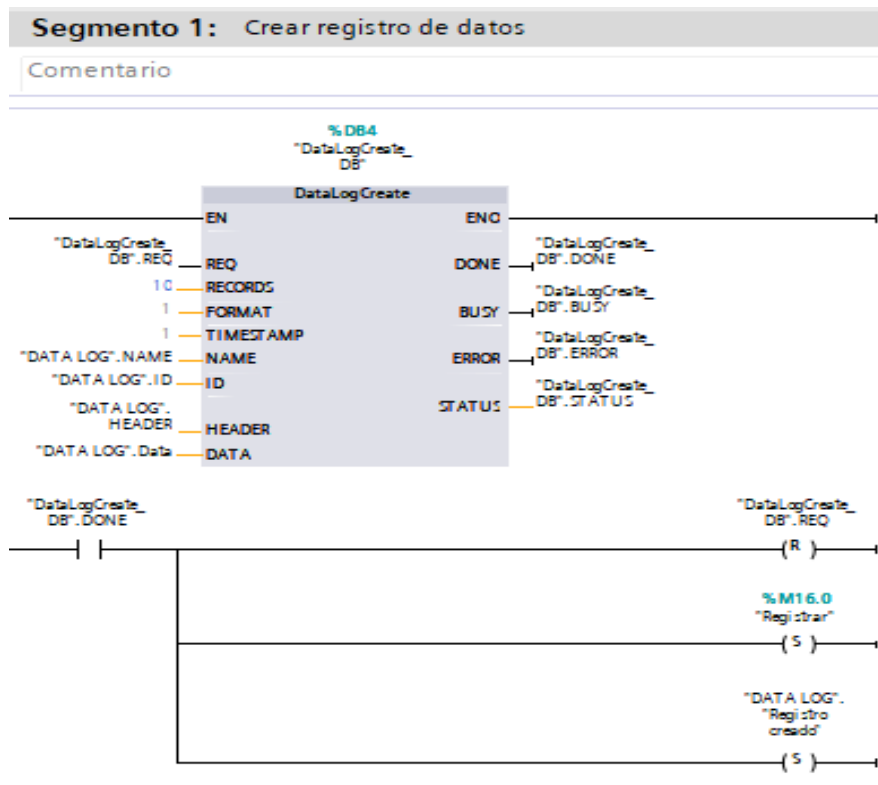 Segmento 1: Crear registro de datos
Comentario
%DB4
"DataLogCreate_
DB"
DataLogCreate
EN ENO
"DataLogCreate_
DB".REQ REQ
DONE "DataLogCreate_
DB".DONE
10 RECORDS
1 FORMAT
BUSY "DataLogCreate_
DB".BUSY
1 TIMESTAMP
"DATA LOG".NAME NAME
ERROR "DataLogCreate_
DB".ERROR
"DATA LOG".ID ID
STATUS "DataLogCreate_
DB".STATUS
"DATA LOG".
HEADER HEADER
"DATA LOG".Data DATA
"DataLogCreate_
DB".DONE
"DataLogCreate_
DB".REQ
( R )
%M16.0
"Registrar"
( S )
"DATA LOG".
"Registro
creado"
( S )